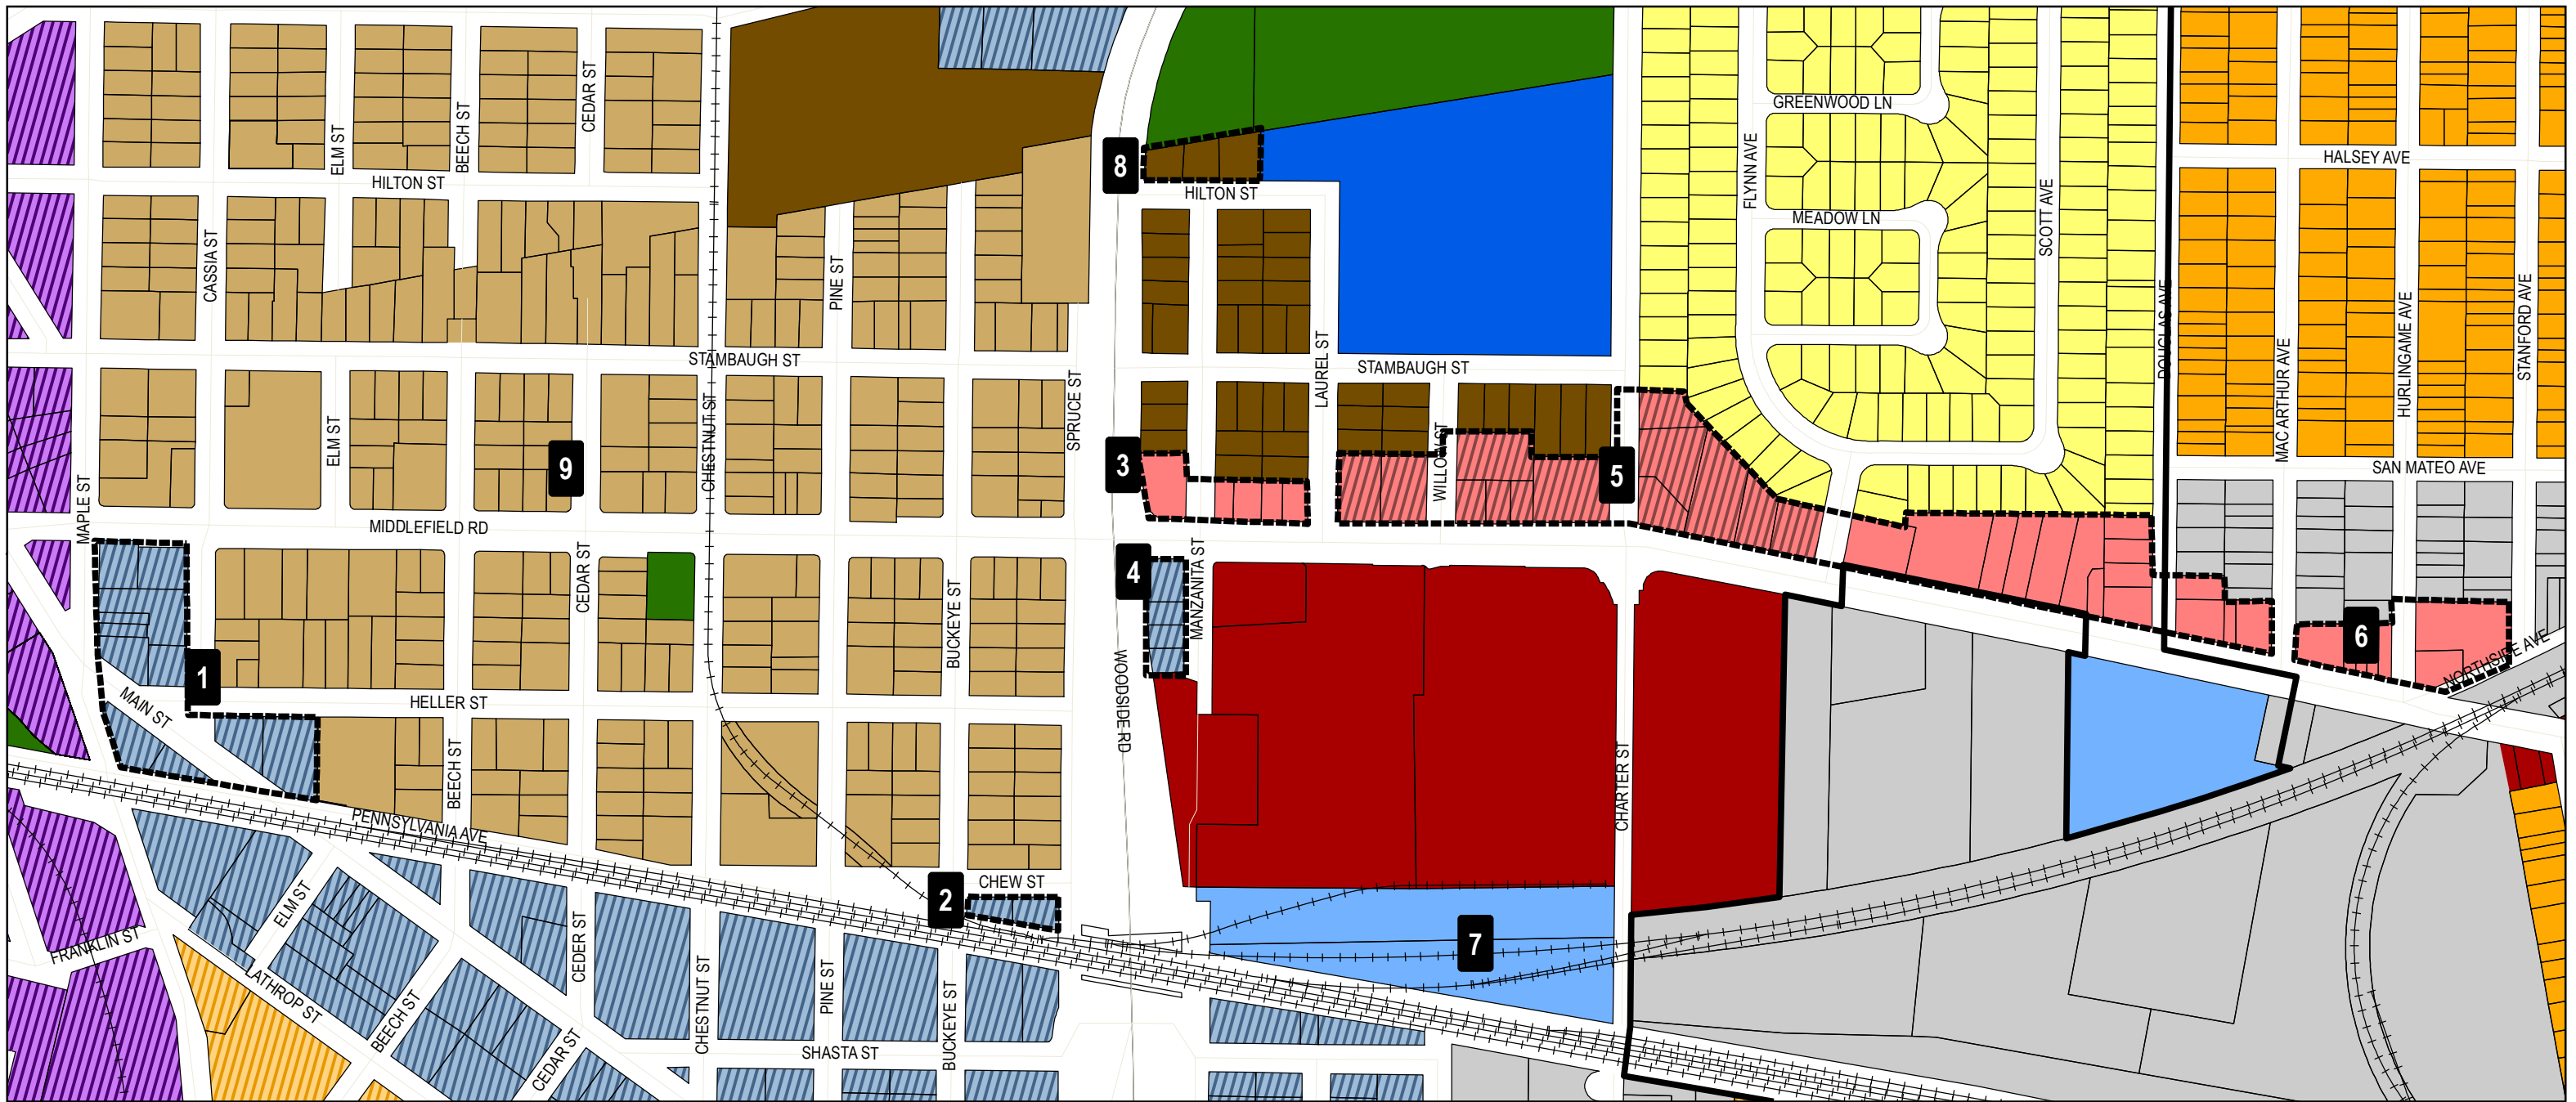 GREENWOOD LN
CEDAR ST
ELM ST
BEECH ST
HALSEY AVE
8
FLYNN AVE
HILTON ST
HILTON ST
MEADOW LN
SCOTT AVE
CASSIA ST
PINE ST
DOUGLAS AVE
HURLINGAME AVE
STANFORD AVE
STAMBAUGH ST
STAMBAUGH ST
LAUREL ST
MAC ARTHUR AVE
SPRUCE ST
ELM ST
CHESTNUT ST
9
3
WILLOW ST
5
SAN MATEO AVE
MAPLE ST
MIDDLEFIELD RD
CEDAR ST
4
MANZANITA ST
BUCKEYE ST
6
1
NORTHSIDE AVE
MAIN ST
HELLER ST
WOODSIDE RD
BEECH ST
CHARTER ST
PENNSYLVANIA AVE
CHEW ST
2
ELM ST
7
FRANKLIN ST
CEDER ST
LATHROP ST
CHESTNUT ST
PINE ST
BUCKEYE ST
BEECH ST
SHASTA ST
CEDAR ST